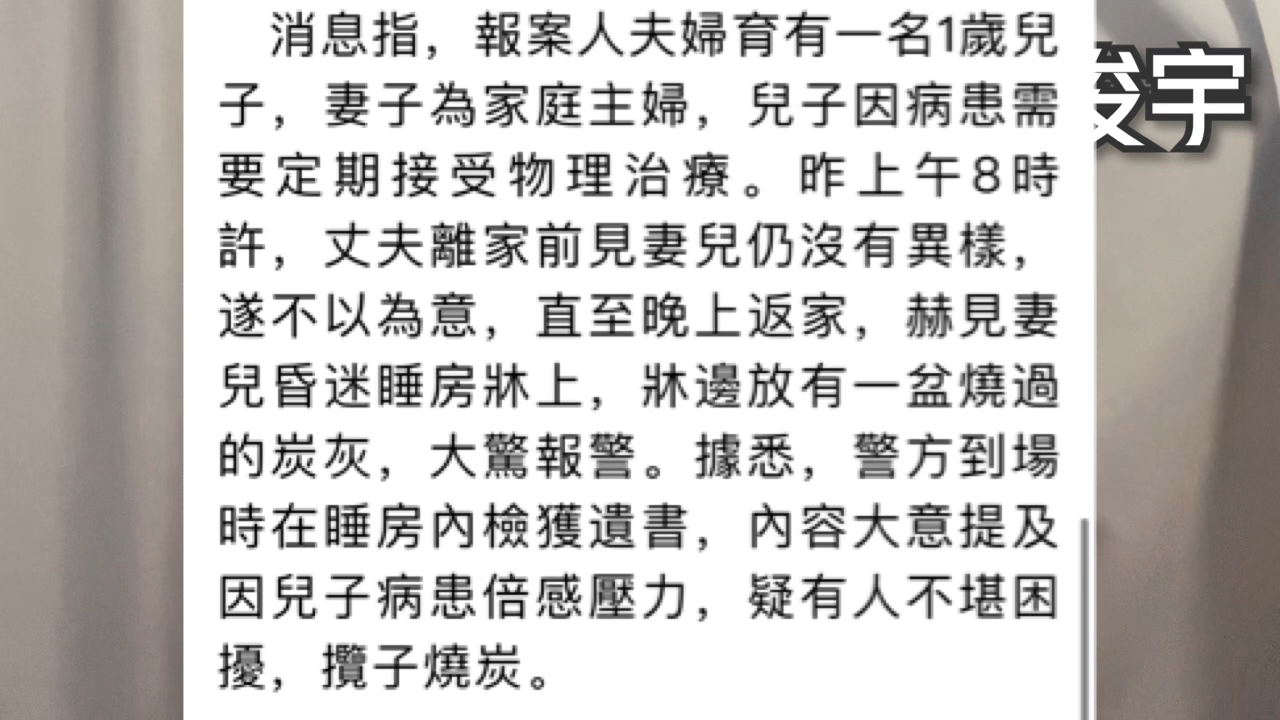 消息指，報案人夫婦育有一名1歲兒
子，妻子為家庭主婦，兒子因病患需
要定期接受物理治療。昨上午8時
許，丈夫離家前見妻兒仍沒有異樣，
遂不以為意，直至晚上返家，赫見妻
兒昏迷睡房牀上，牀邊放有一盆燒過
的炭灰，大驚報警。據悉，警方到場
時在睡房內檢獲遺書，內容大意提及
因兒子病患倍感壓力，疑有人不堪困
擾，攬子燒炭。
宇